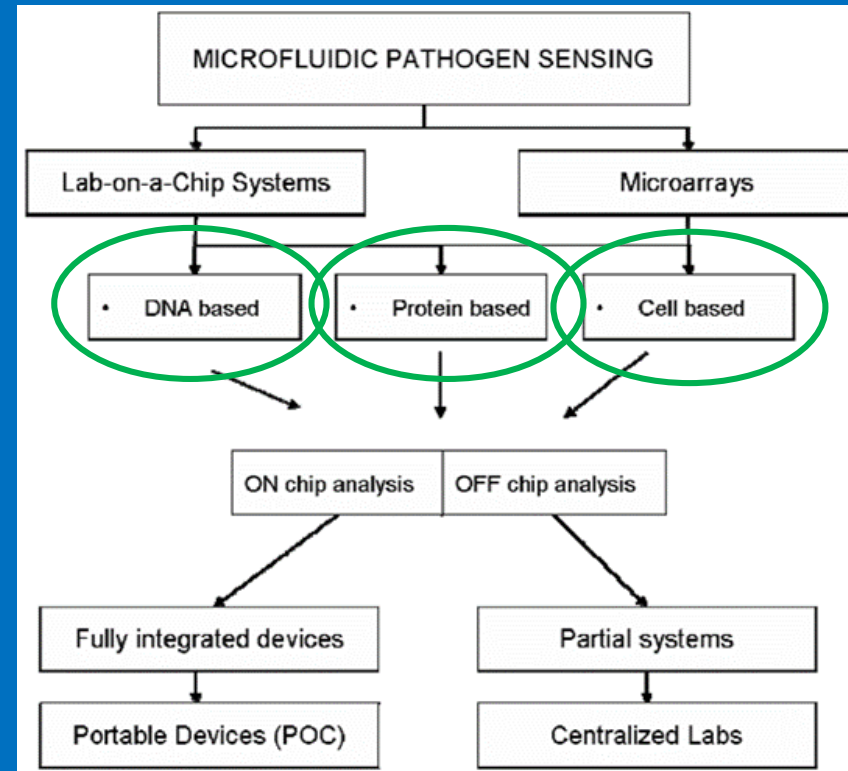 MICROFLUIDIC PATHOGEN SENSING
Lab-on-a-Chip Systems
Microarrays
• DNA based
• Protein based
• Cell based
ON chip analysis
OFF chip analysis
Fully integrated devices
Partial systems
Portable Devices (POC)
Centralized Labs